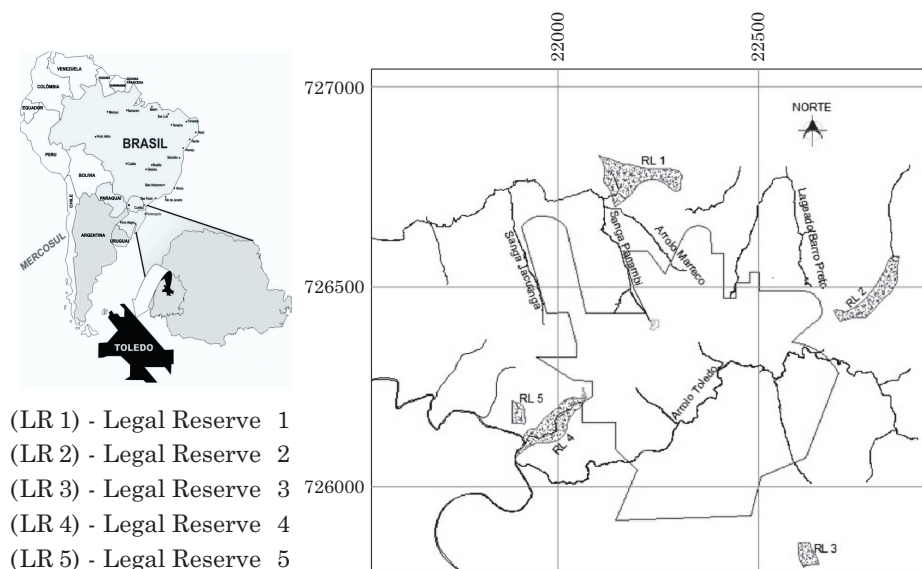 VENEZUELA
COLÔMBIA
EQUADOR
PERU
BRASIL
BOLIVIA
PARAGUAI
CHILE
ARGENTINA
URUGUAI
MERCOSUL
TOLEDO
(LR 1) - Legal Reserve 1
(LR 2) - Legal Reserve 2
(LR 3) - Legal Reserve 3
(LR 4) - Legal Reserve 4
(LR 5) - Legal Reserve 5
22000
22500
727000
726500
726000
NORTE
RL 1
Sanga Jacutinga
Sanga Panambi
Arroio Marreco
Lageado Barro Preto
RL 2
Arroio Toledo
RL 5
RL 4
RL 3